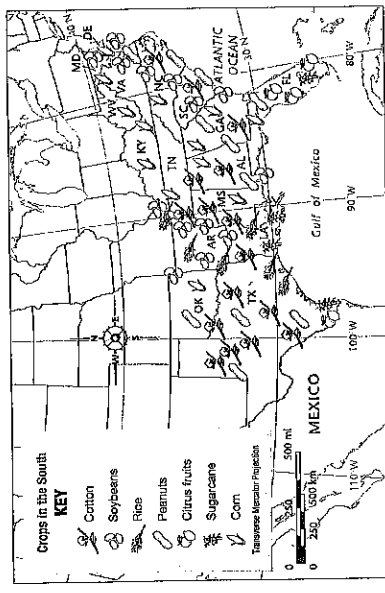 Crops in the South
KEY
Cotton
Soybeans
Rice
Peanuts
Citrus fruits
Sugarcane
Corn
Transverse Mercator Projection
0 250 500 mi
0 250 500 km
MEXICO
Gulf of Mexico
ATLANTIC
OCEAN
N
E
S
W
MD
DE
WV
VA
KY
NC
TN
SC
OK
AR
MS
AL
GA
TX
LA
FL
30 N
80 W
90 W
100 W
110 W